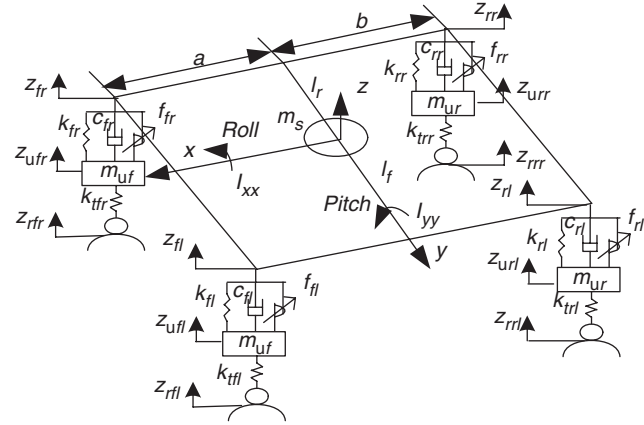 b
z_rr
a
c_rr
f_rr
k_rr
z_fr
z
l_r
z_urr
f_fr
m_ur
c_fr
k_fr
m_s
Roll
k_trr
z_ufr
x
l_f
z_rrr
m_uf
I_xx
z_rl
k_tfr
Pitch
I_yy
c_rl
f_rl
z_rfr
k_rl
z_fl
y
z_url
m_ur
f_fl
c_fl
k_fl
k_trl
z_ufl
z_rrl
m_uf
k_tfl
z_rfl